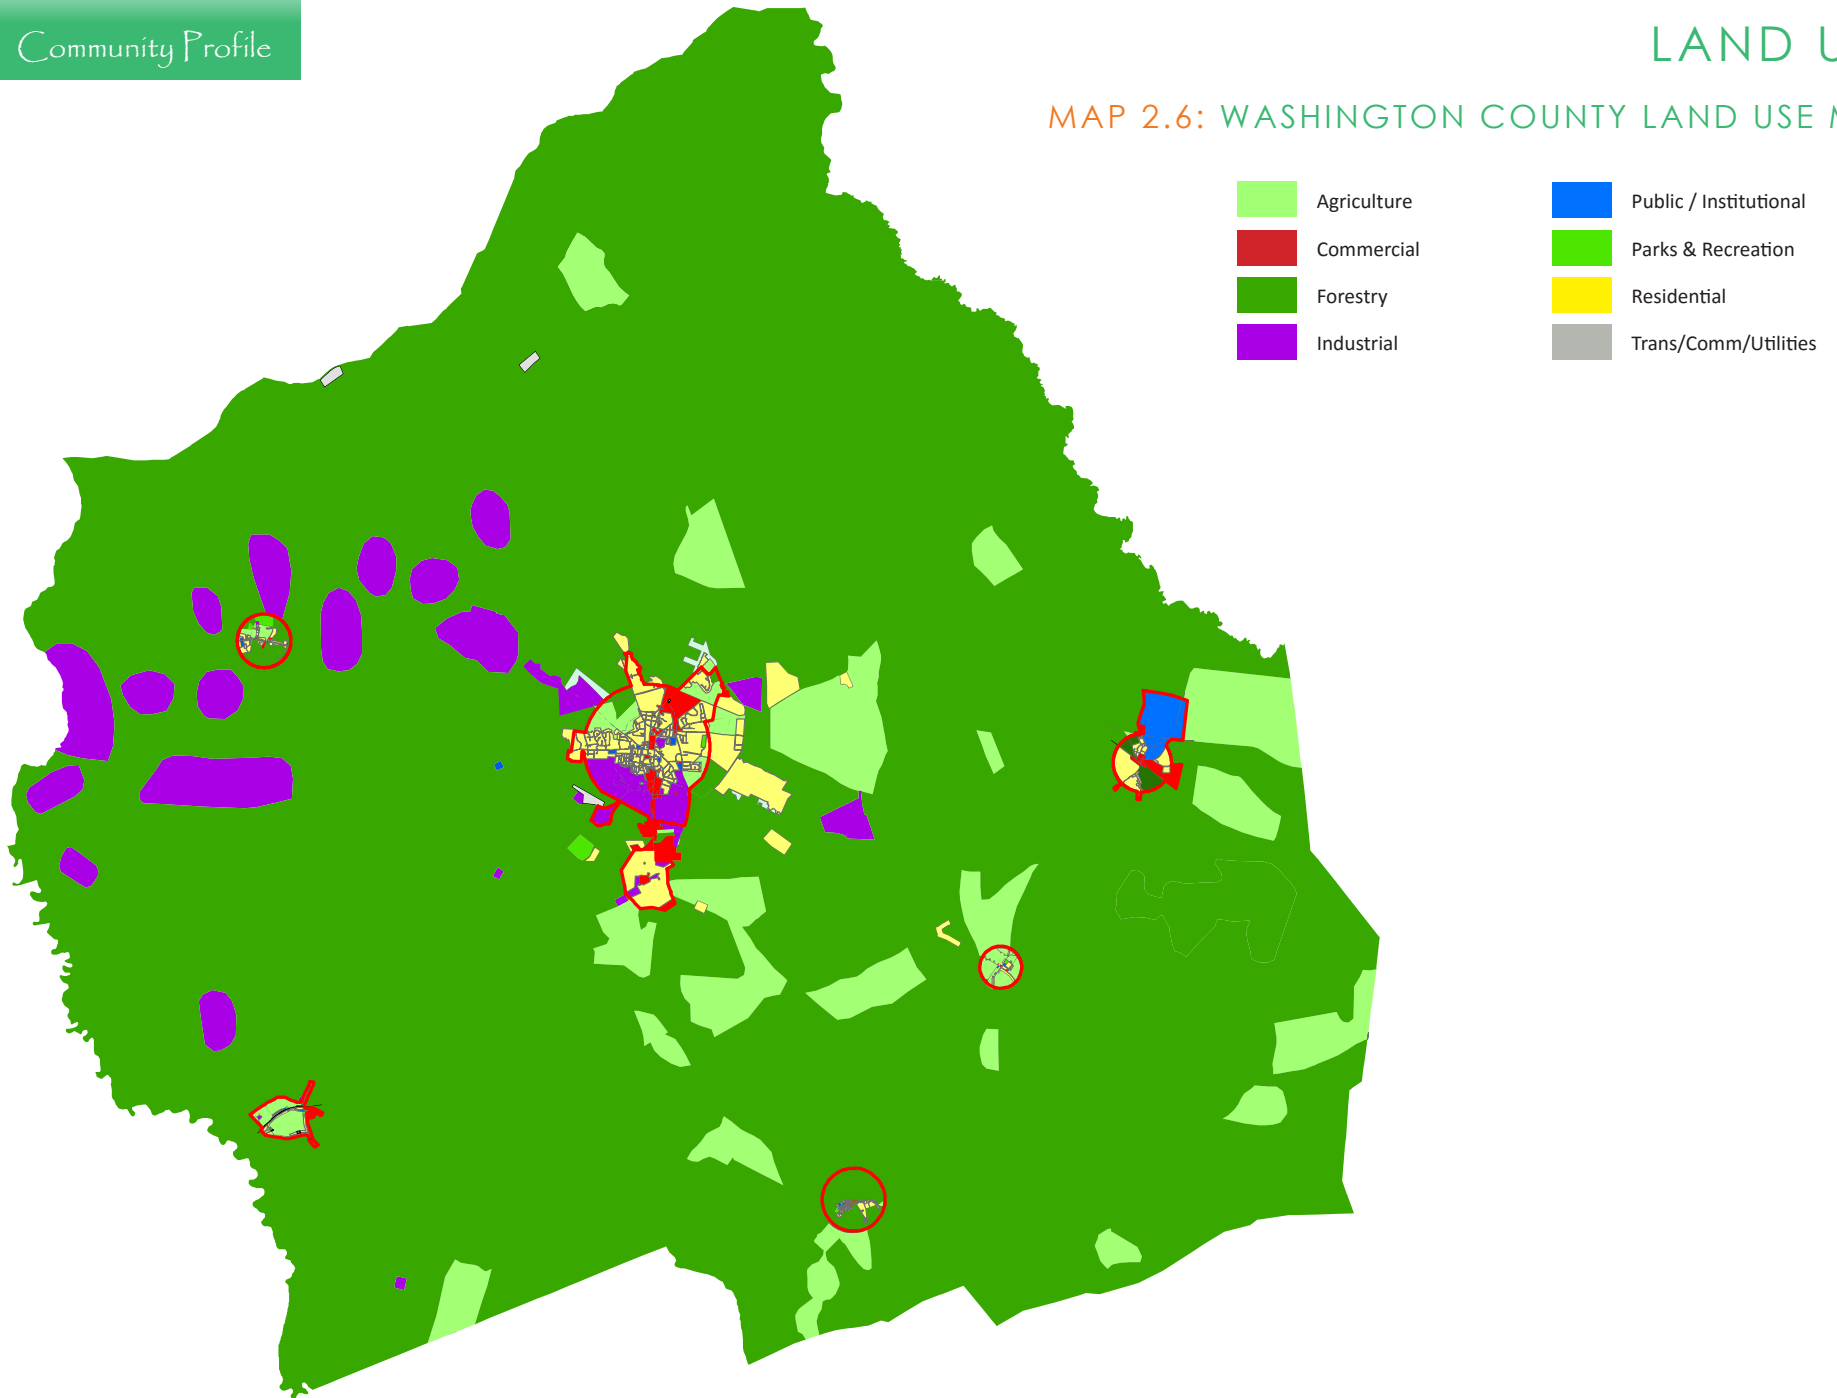 Community Profile
LAND U
MAP 2.6: WASHINGTON COUNTY LAND USE M
Agriculture
Commercial
Forestry
Industrial
Public / Institutional
Parks & Recreation
Residential
Trans/Comm/Utilities